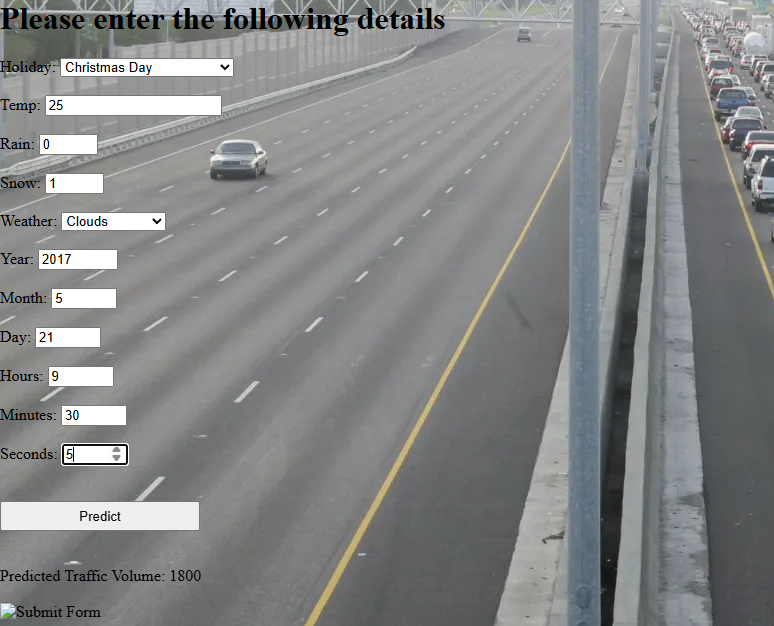 Please enter the following details
Holiday: Christmas Day
Temp: 25
Rain: 0
Snow: 1
Weather: Clouds
Year: 2017
Month: 5
Day: 21
Hours: 9
Minutes: 30
Seconds: 5
Predict
Predicted Traffic Volume: 1800
Submit Form